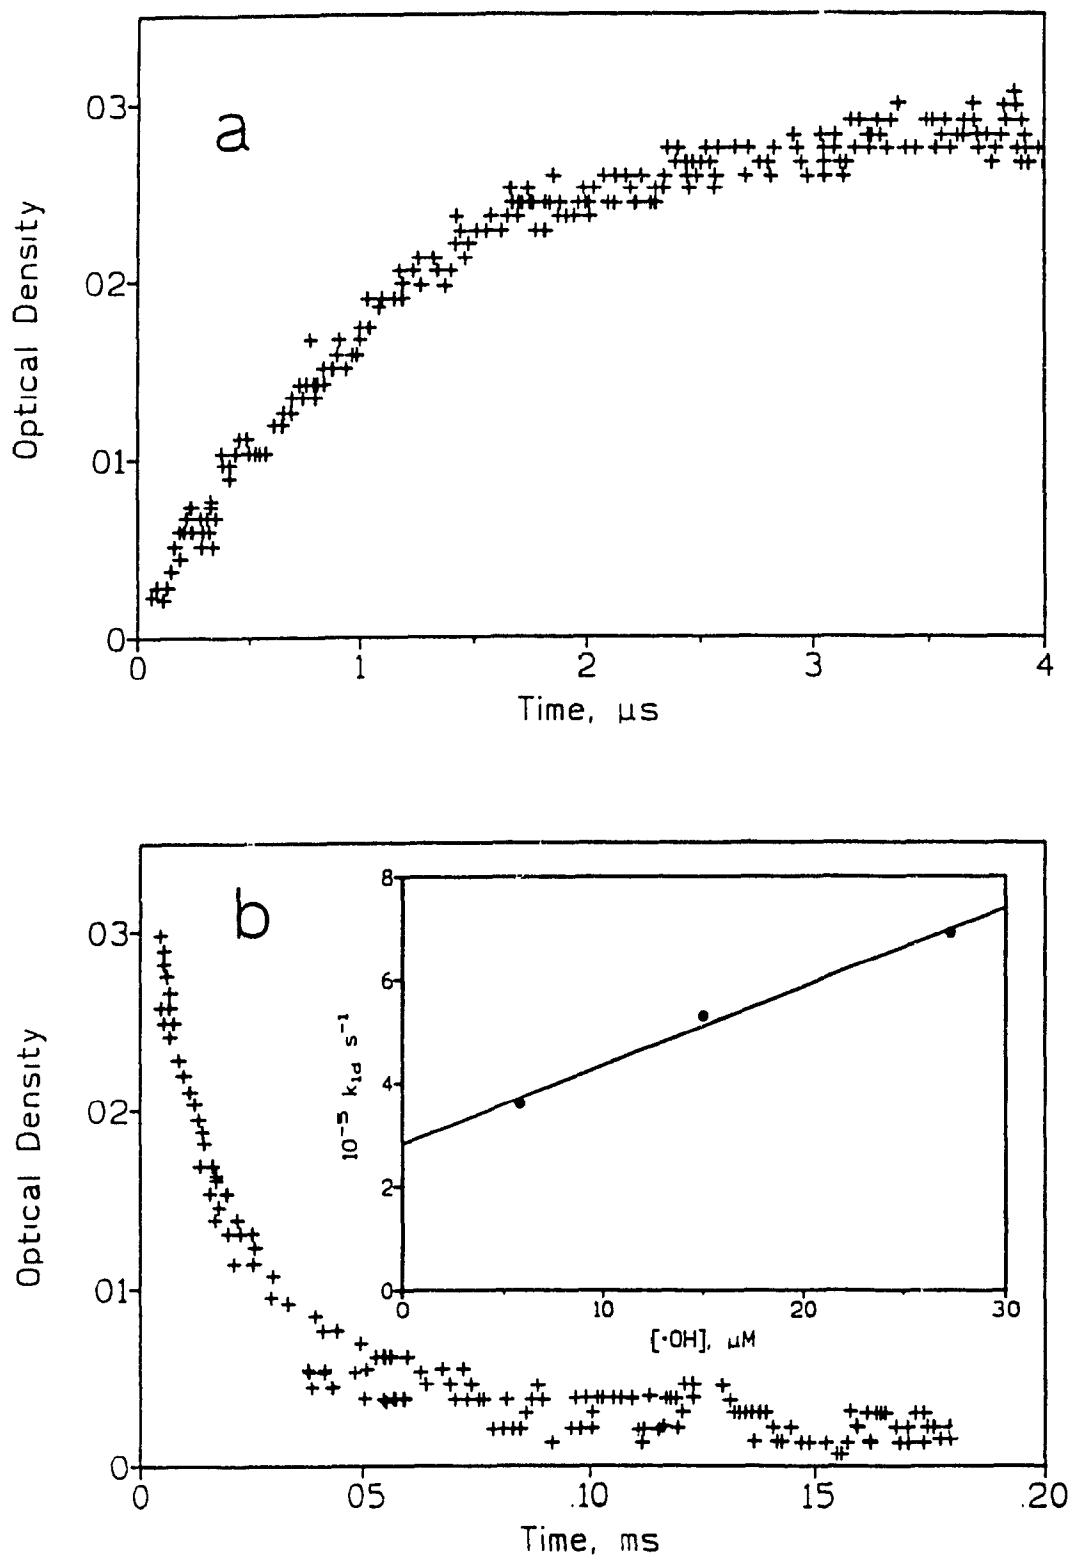 a
03
02
01
0
Optical Density
0 1 2 3 4
Time, μs
b
03
02
01
0
Optical Density
8
6
4
2
0
10⁻⁵ k₁d s⁻¹
0 10 20 30
[·OH], μM
0 05 .10 15 .20
Time, ms